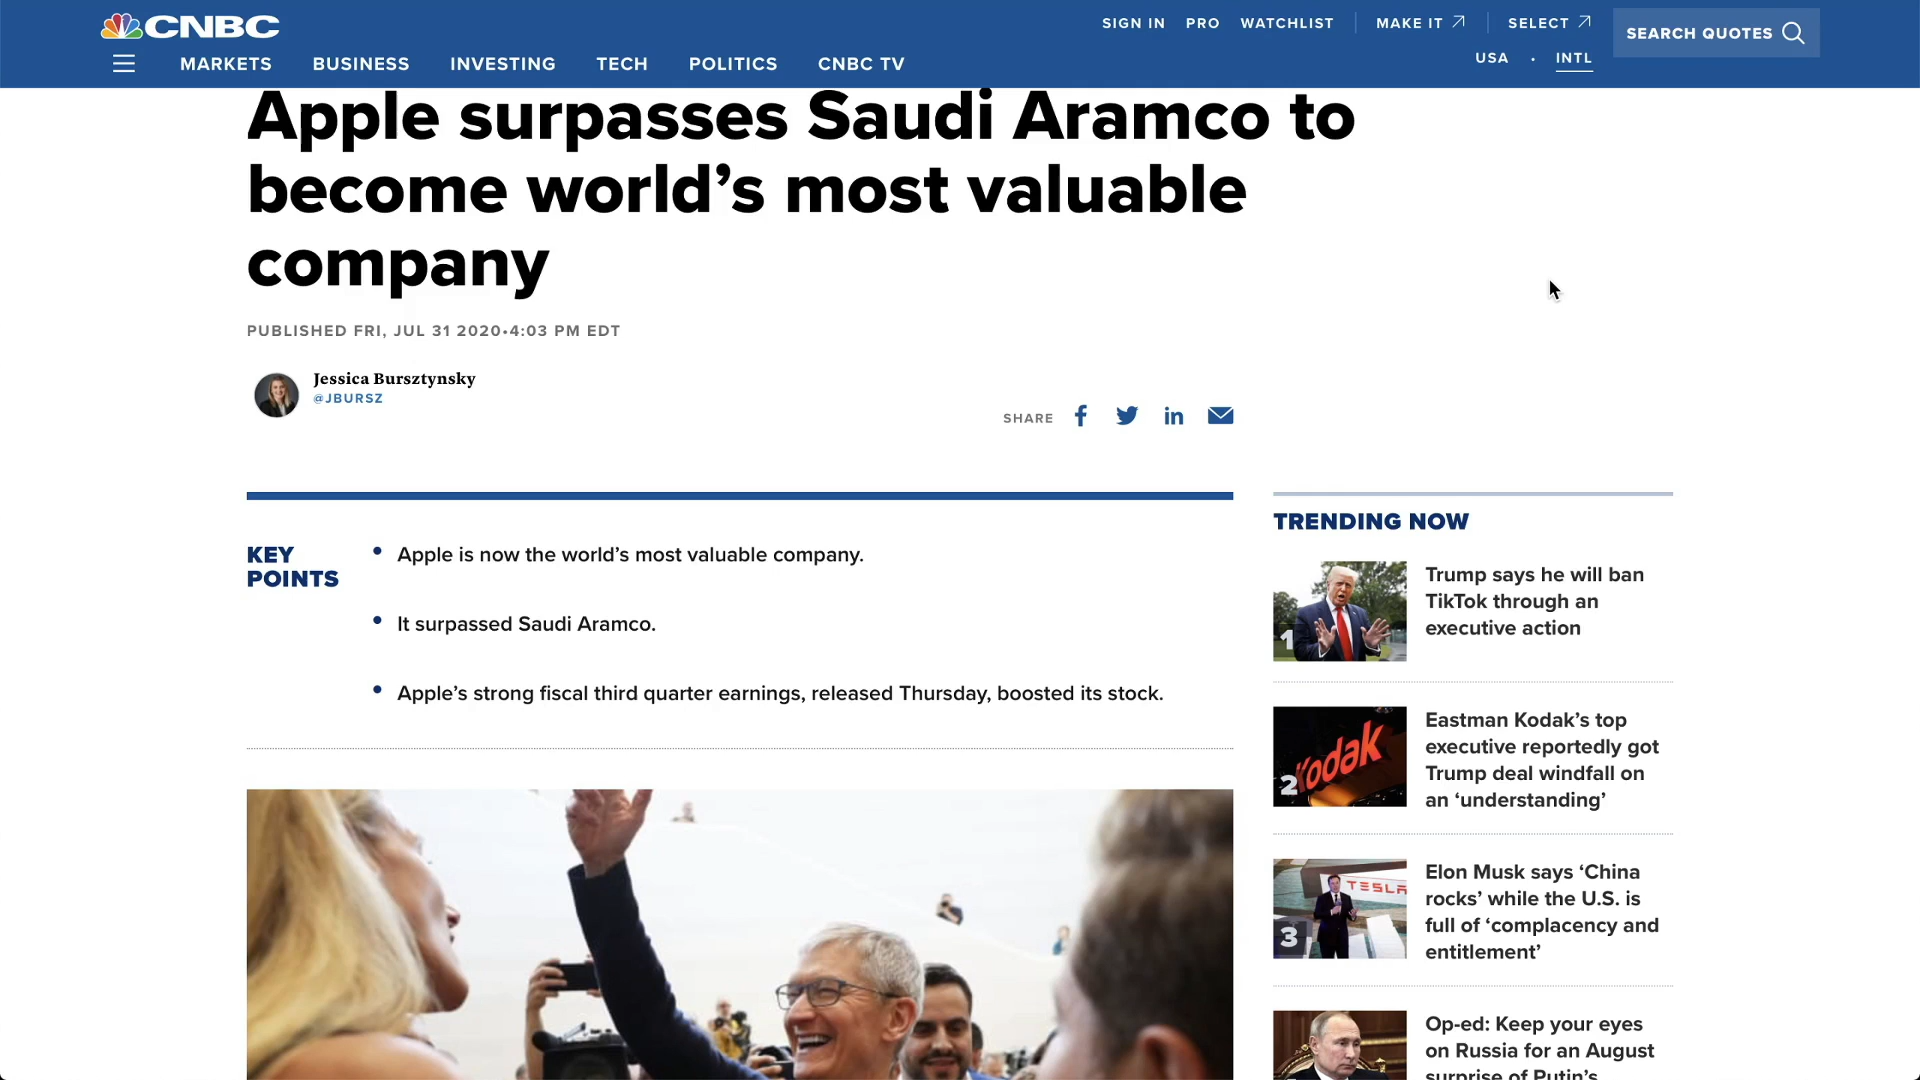 CNBC
SIGN IN PRO WATCHLIST MAKE IT SELECT
SEARCH QUOTES
USA • INTL
MARKETS BUSINESS INVESTING TECH POLITICS CNBC TV
Apple surpasses Saudi Aramco to
become world’s most valuable
company
PUBLISHED FRI, JUL 31 2020•4:03 PM EDT
Jessica Bursztynsky
@JBURSZ
SHARE
KEY
POINTS
• Apple is now the world’s most valuable company.
• It surpassed Saudi Aramco.
• Apple’s strong fiscal third quarter earnings, released Thursday, boosted its stock.
TRENDING NOW
1
Trump says he will ban
TikTok through an
executive action
Kodak
2
Eastman Kodak’s top
executive reportedly got
Trump deal windfall on
an ‘understanding’
TESLA
3
Elon Musk says ‘China
rocks’ while the U.S. is
full of ‘complacency and
entitlement’
Op-ed: Keep your eyes
on Russia for an August
surprise of Putin’s